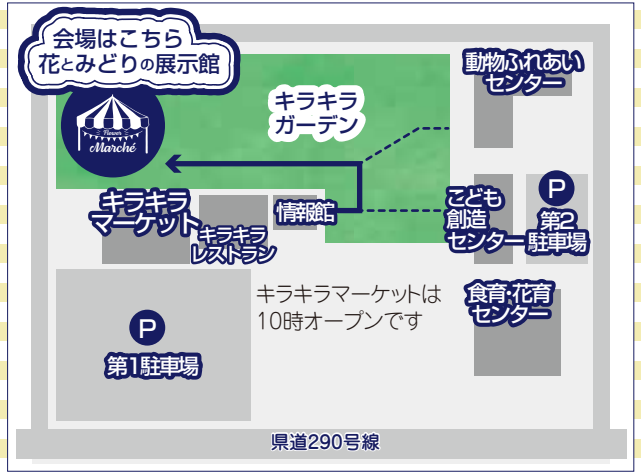 会場はこちら
花とみどりの展示館
Flower
Marché
キラキラ
ガーデン
動物ふれあい
センター
キラキラ
マーケット
キラキラ
レストラン
情報館
こども
創造
センター
P
第2
駐車場
キラキラマーケットは
10時オープンです
食育・花育
センター
P
第1駐車場
県道290号線